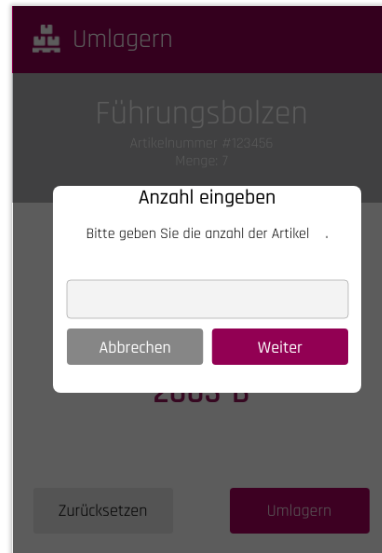 Umlagern
Führungsbolzen
Artikelnummer #123456
Menge: 7
Anzahl eingeben
Bitte geben Sie die anzahl der Artikel .
Abbrechen Weiter
Zurücksetzen Umlagern